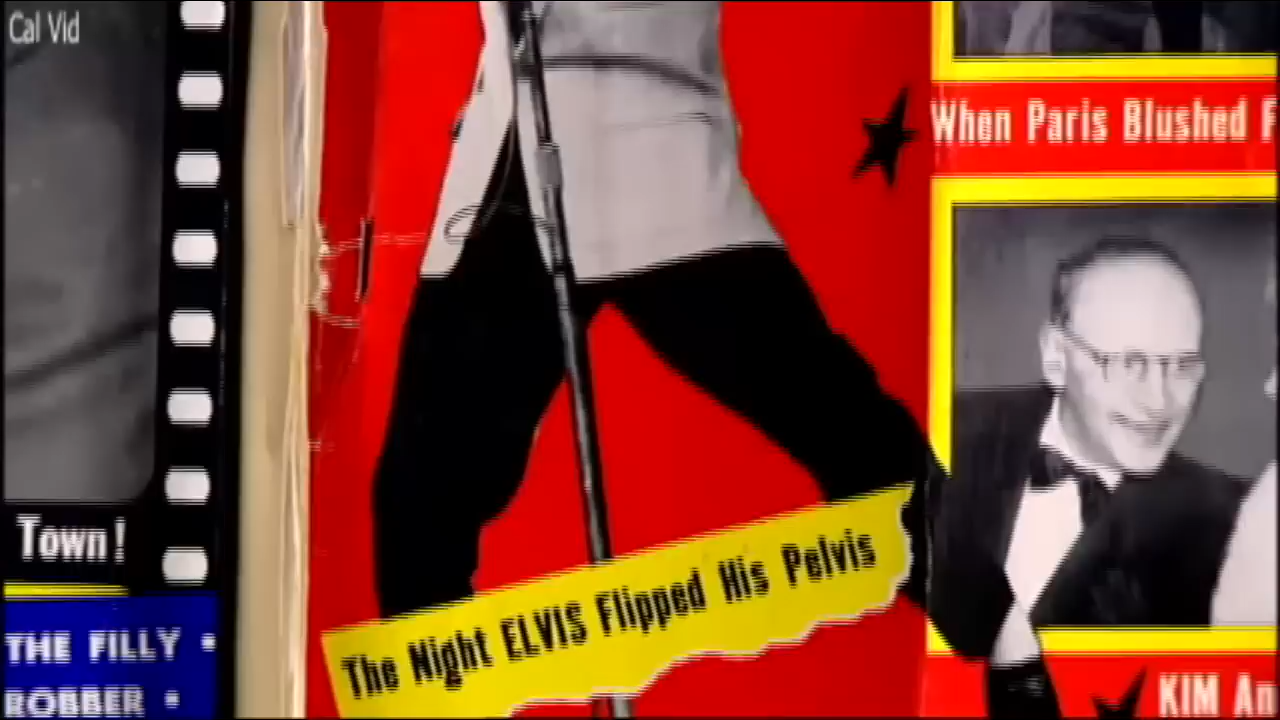 Cal Vid
When Paris Blushed F
Town!
THE FILLY •
ROBBER •
The Night ELVIS Flipped His Pelvis
KIM An